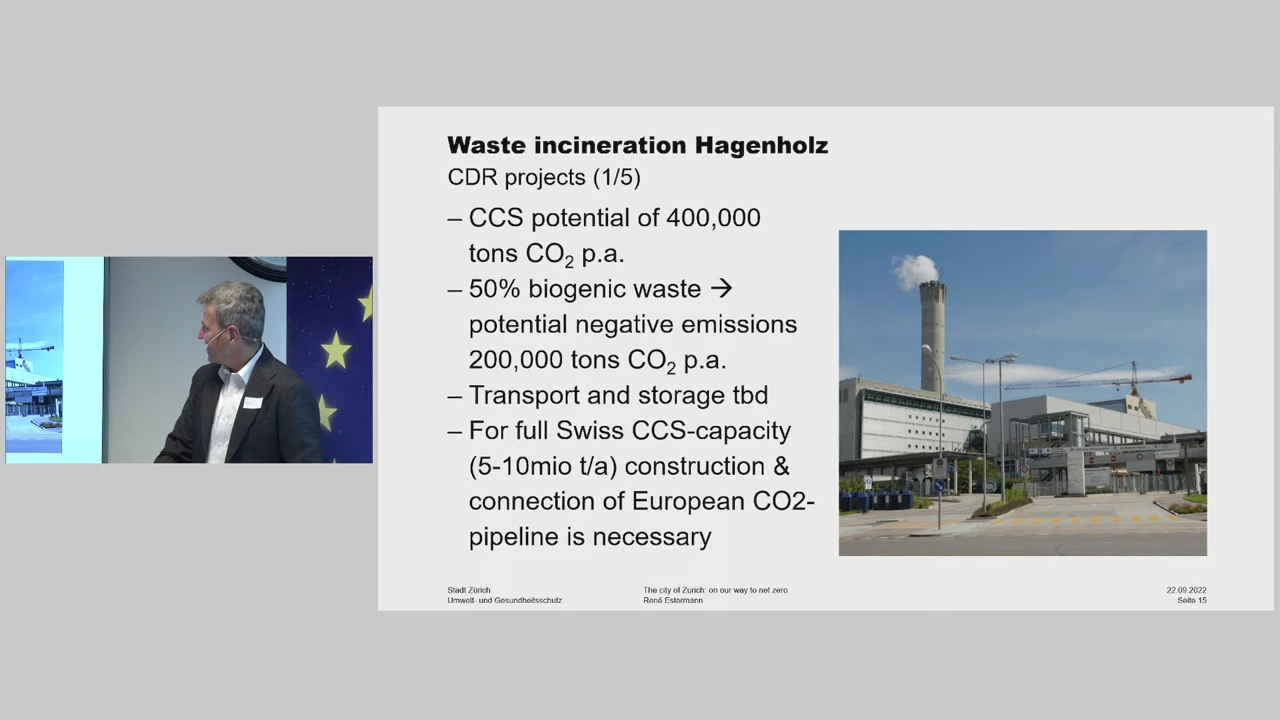 Waste incineration Hagenholz
CDR projects (1/5)
– CCS potential of 400,000
tons CO₂ p.a.
– 50% biogenic waste →
potential negative emissions
200,000 tons CO₂ p.a.
– Transport and storage tbd
– For full Swiss CCS-capacity
(5-10mio t/a) construction &
connection of European CO2-
pipeline is necessary
Stadt Zürich
Umwelt- und Gesundheitsschutz
The city of Zurich: on our way to net zero
René Estermann
22.09.2022
Seite 15